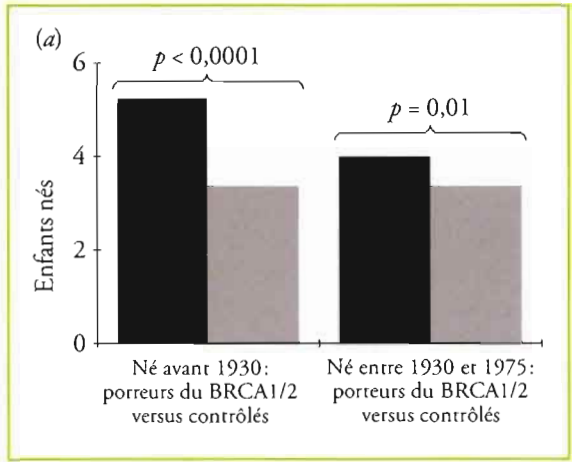 (a)
6
p < 0,0001
p = 0,01
4
2
0
Enfants nés
Né avant 1930:
porreurs du BRCA1/2
versus contrôlés
Né entre 1930 et 1975:
porreurs du BRCA1/2
versus contrôlés